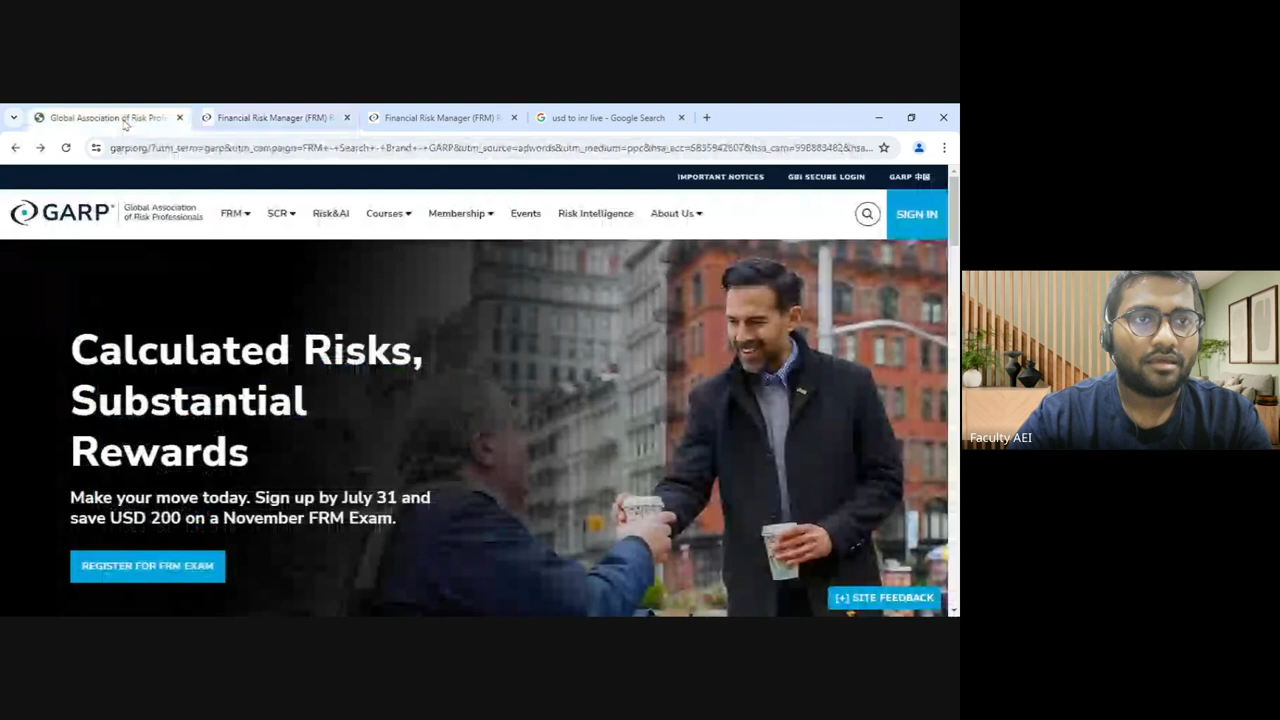 Global Association of Risk Prof
Financial Risk Manager (FRM) R
Financial Risk Manager (FRM) R
usd to inr live - Google Search
IMPORTANT NOTICES
GBI SECURE LOGIN
GARP 中国
GARP
Global Association
of Risk Professionals
FRM
SCR
Risk&AI
Courses
Membership
Events
Risk Intelligence
About Us
SIGN IN
Calculated Risks,
Substantial
Rewards
Make your move today. Sign up by July 31 and
save USD 200 on a November FRM Exam.
REGISTER FOR FRM EXAM
[+] SITE FEEDBACK
Faculty AEI